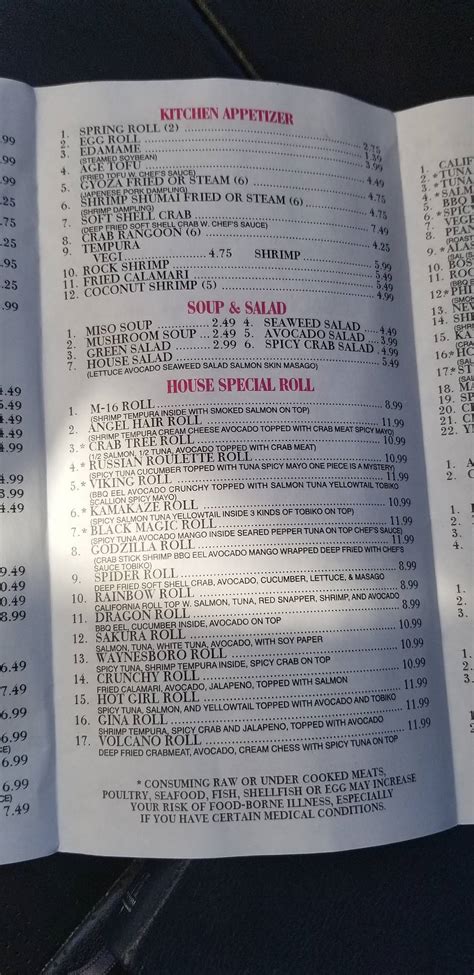 KITCHEN APPETIZER
1. SPRING ROLL (2) 2.75
2. EGG ROLL 1.39
3. EDAMAME 3.99
(STEAMED SOYBEAN)
4. AGE TOFU
(FRIED TOFU W. CHEF'S SAUCE)
5. GYOZA FRIED OR STEAM (6) 4.49
(JAPENESE PORK DAMPLING)
6. SHRIMP SHUMAI FRIED OR STEAM (6) 4.49
(SHRIMP DAMPLING)
7. SOFT SHELL CRAB
(DEEP FRIED SOFT SHELL CRAB W. CHEF'S SAUCE)
8. CRAB RANGOON (6) 4.25
9. TEMPURA
VEGI 4.75 SHRIMP 5.99
10. ROCK SHRIMP 5.99
11. FRIED CALAMARI
12. COCONUT SHRIMP (5) 4.99
SOUP & SALAD
1. MISO SOUP 2.49 4. SEAWEED SALAD 4.99
2. MUSHROOM SOUP 2.49 5. AVOCADO SALAD 3.99
3. GREEN SALAD 2.99 6. SPICY CRAB SALAD 4.99
7. HOUSE SALAD 5.49
(LETTUCE AVOCADO SEAWEED SALAD SALMON SKIN MASAGO)
HOUSE SPECIAL ROLL
1. M-16 ROLL 8.99
(SHRIMP TEMPURA INSIDE WITH SMOKED SALMON ON TOP)
2. ANGEL HAIR ROLL 11.99
(SHRIMP TEMPURA CREAM CHEESE AVOCADO TOPPED WITH CRAB MEAT SPICY MAYO)
3. * CRAB TREE ROLL 10.99
(1/2 SALMON, 1/2 TUNA, AVOCADO TOPPED WITH CRAB MEAT)
4. * RUSSIAN ROULETTE ROLL 10.99
(SPICY TUNA CUCUMBER TOPPED WITH TUNA SPICY MAYO ONE PIECE IS A MYSTERY)
5. * VIKING ROLL 11.99
(BBQ EEL AVOCADO CRUNCHY TOPPED WITH SALMON TUNA YELLOWTAIL TOBIKO
SCALLION SPICY MAYO)
6. * KAMAKAZE ROLL 10.99
(SPICY SALMON TUNA YELLOWTAIL INSIDE 3 KINDS OF TOBIKO ON TOP)
7. * BLACK MAGIC ROLL 11.99
(SPICY TUNA AVOCADO MANGO INSIDE SEARED PEPPER TUNA ON TOP CHEF'S SAUCE)
8. GODZILLA ROLL 11.99
(CRAB STICK SHRIMP BBQ EEL AVOCADO MANGO WRAPPED DEEP FRIED WITH CHEF'S
SAUCE TOBIKO)
9. SPIDER ROLL 8.99
DEEP FRIED SOFT SHELL CRAB, AVOCADO, CUCUMBER, LETTUCE, & MASAGO
10. RAINBOW ROLL 8.99
CALIFORNIA ROLL TOP W. SALMON, TUNA, RED SNAPPER, SHRIMP, AND AVOCADO
11. DRAGON ROLL 8.99
BBQ EEL, CUCUMBER INSIDE, AVOCADO ON TOP
12. SAKURA ROLL 10.99
SALMON, TUNA, WHITE TUNA, AVOCADO, WITH SOY PAPER
13. WAYNESBORO ROLL 10.99
SPICY TUNA, SHRIMP TEMPURA INSIDE, SPICY CRAB ON TOP
14. CRUNCHY ROLL 10.99
FRIED CALAMARI, AVOCADO, JALAPENO, TOPPED WITH SALMON
15. HOT GIRL ROLL 11.99
SPICY TUNA, SALMON, AND YELLOWTAIL TOPPED WITH AVOCADO AND TOBIKO
16. GINA ROLL 11.99
SHRIMP TEMPURA, SPICY CRAB AND JALAPENO, TOPPED WITH AVOCADO
17. VOLCANO ROLL 11.99
DEEP FRIED CRABMEAT, AVOCADO, CREAM CHESS WITH SPICY TUNA ON TOP
* CONSUMING RAW OR UNDER COOKED MEATS,
POULTRY, SEAFOOD, FISH, SHELLFISH OR EGG MAY INCREASE
YOUR RISK OF FOOD-BORNE ILLNESS, ESPECIALLY
IF YOU HAVE CERTAIN MEDICAL CONDITIONS.